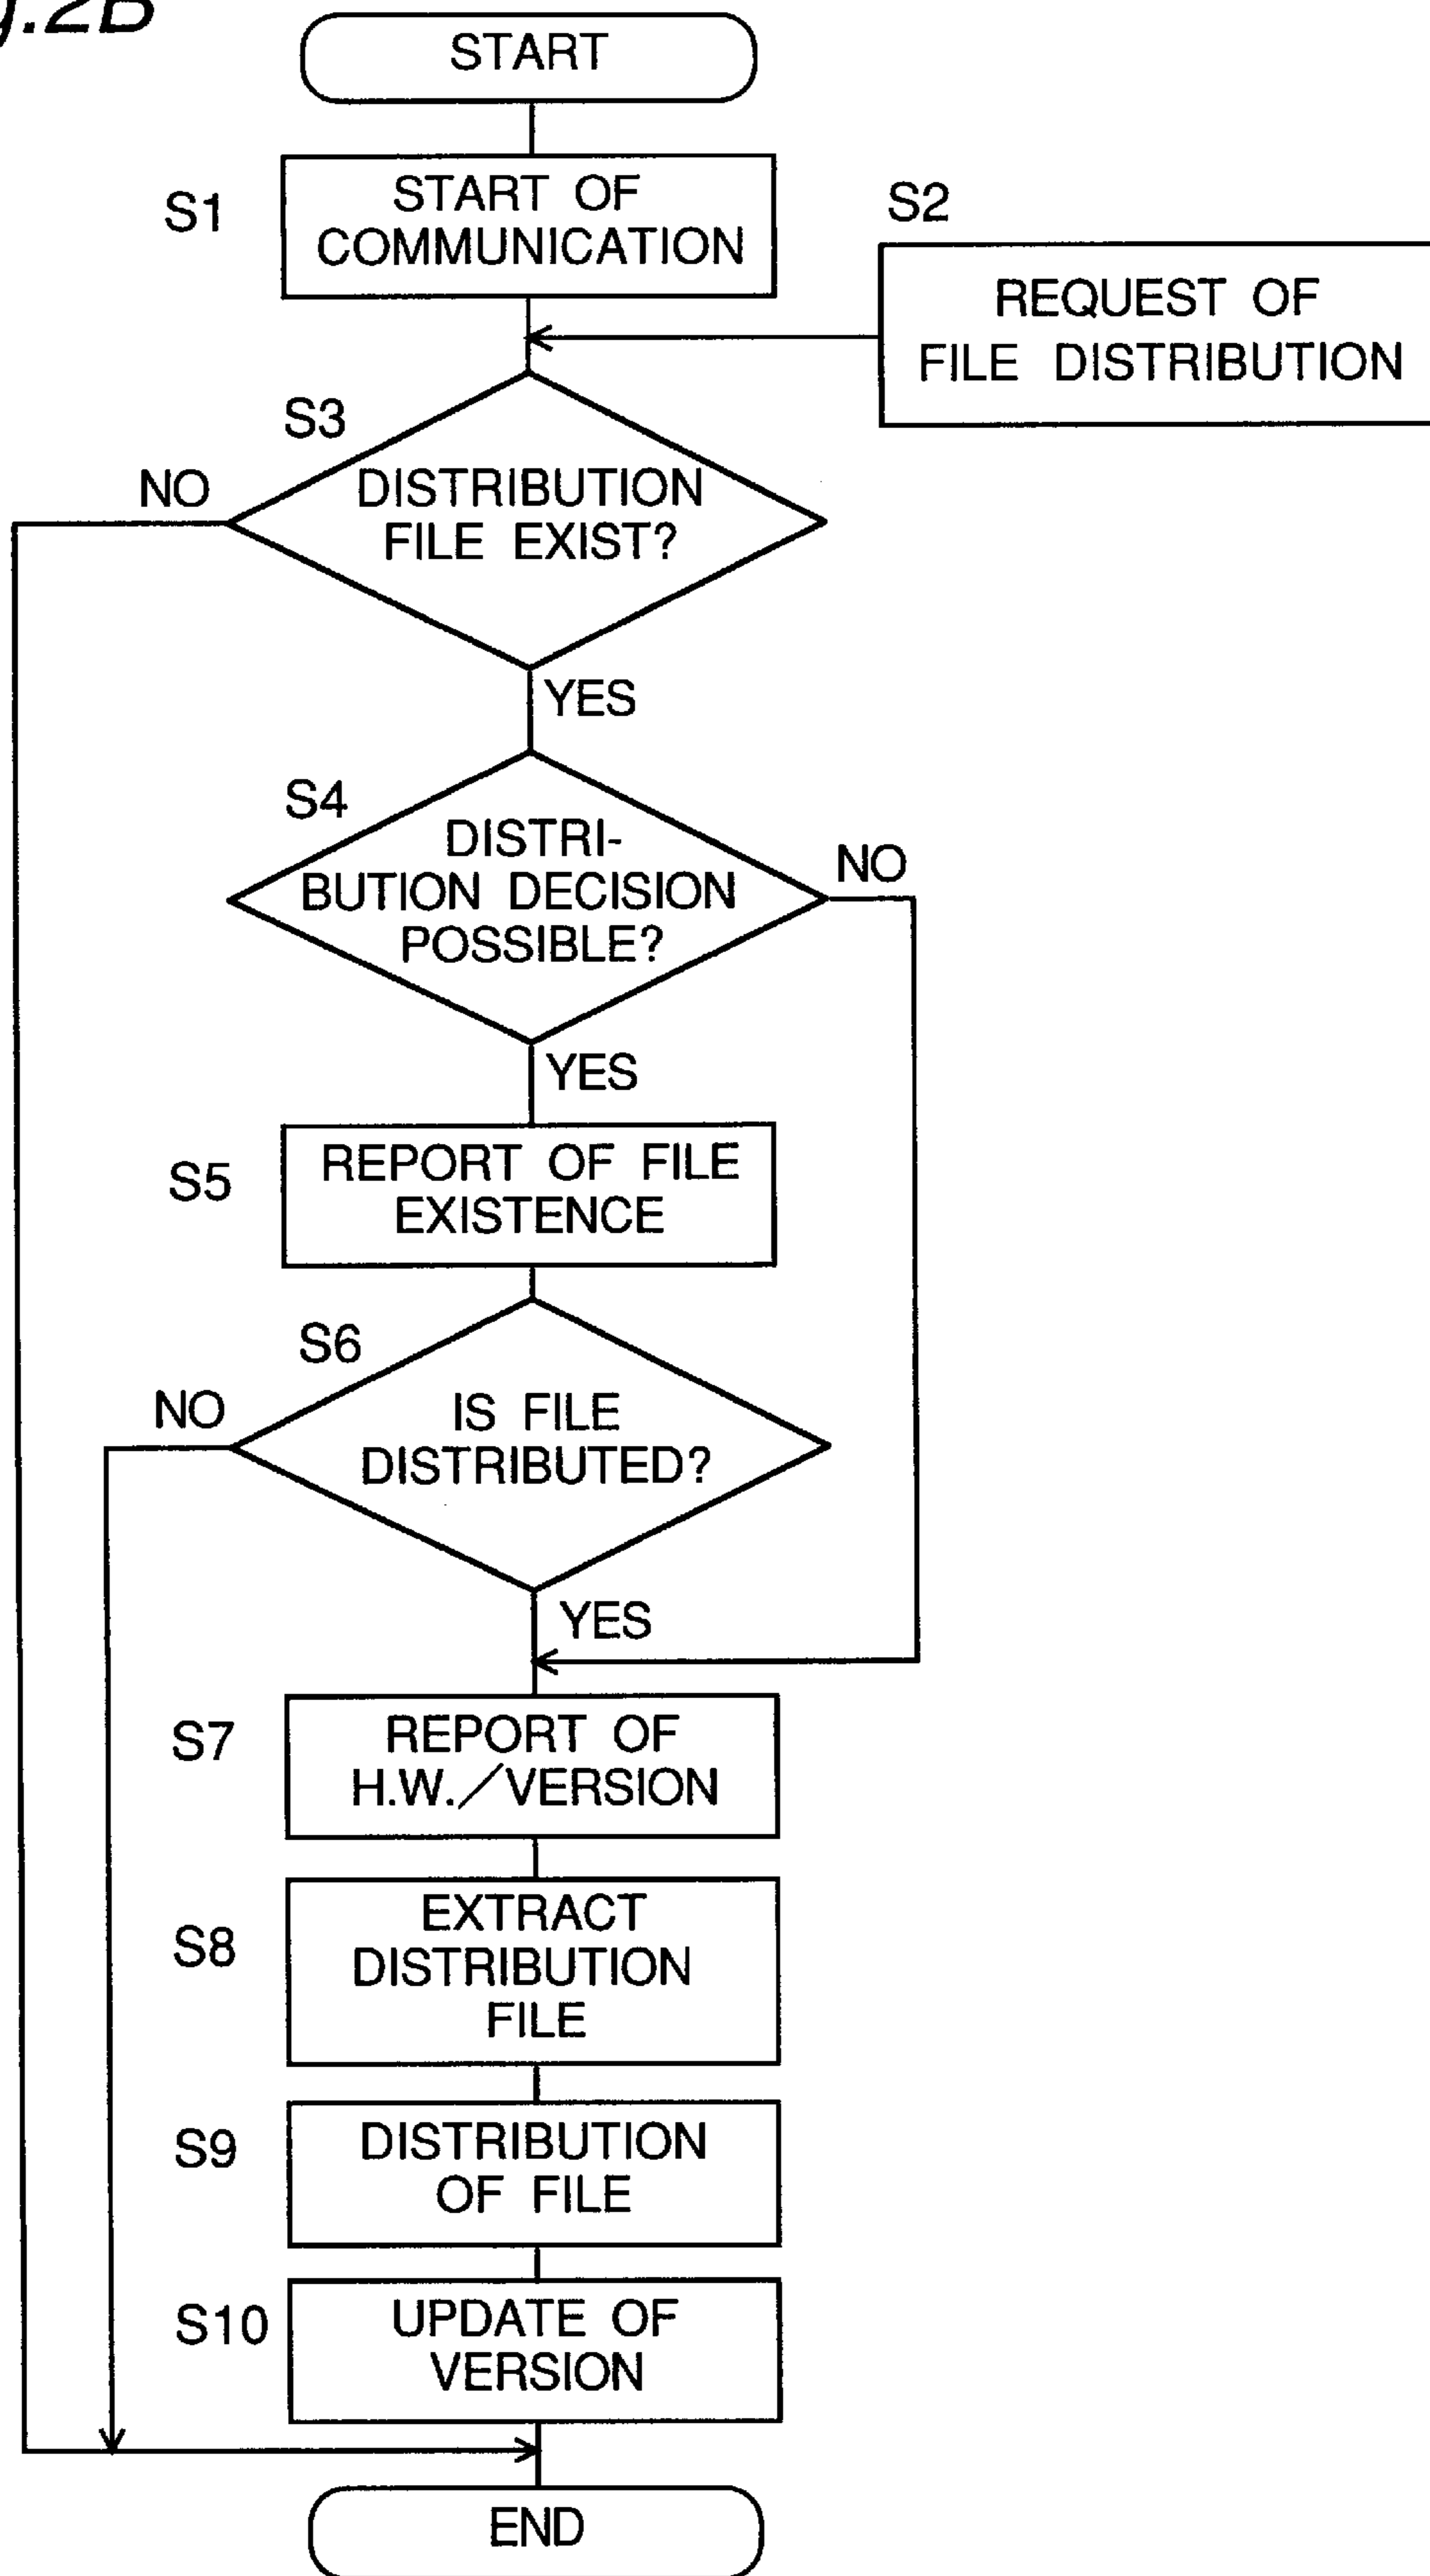 .2B
START
S1
START OF
COMMUNICATION
S2
REQUEST OF
FILE DISTRIBUTION
S3
NO
DISTRIBUTION
FILE EXIST?
YES
S4
DISTRI-
BUTION DECISION
POSSIBLE?
NO
YES
S5
REPORT OF FILE
EXISTENCE
S6
NO
IS FILE
DISTRIBUTED?
YES
S7
REPORT OF
H.W./VERSION
S8
EXTRACT
DISTRIBUTION
FILE
S9
DISTRIBUTION
OF FILE
S10
UPDATE OF
VERSION
END